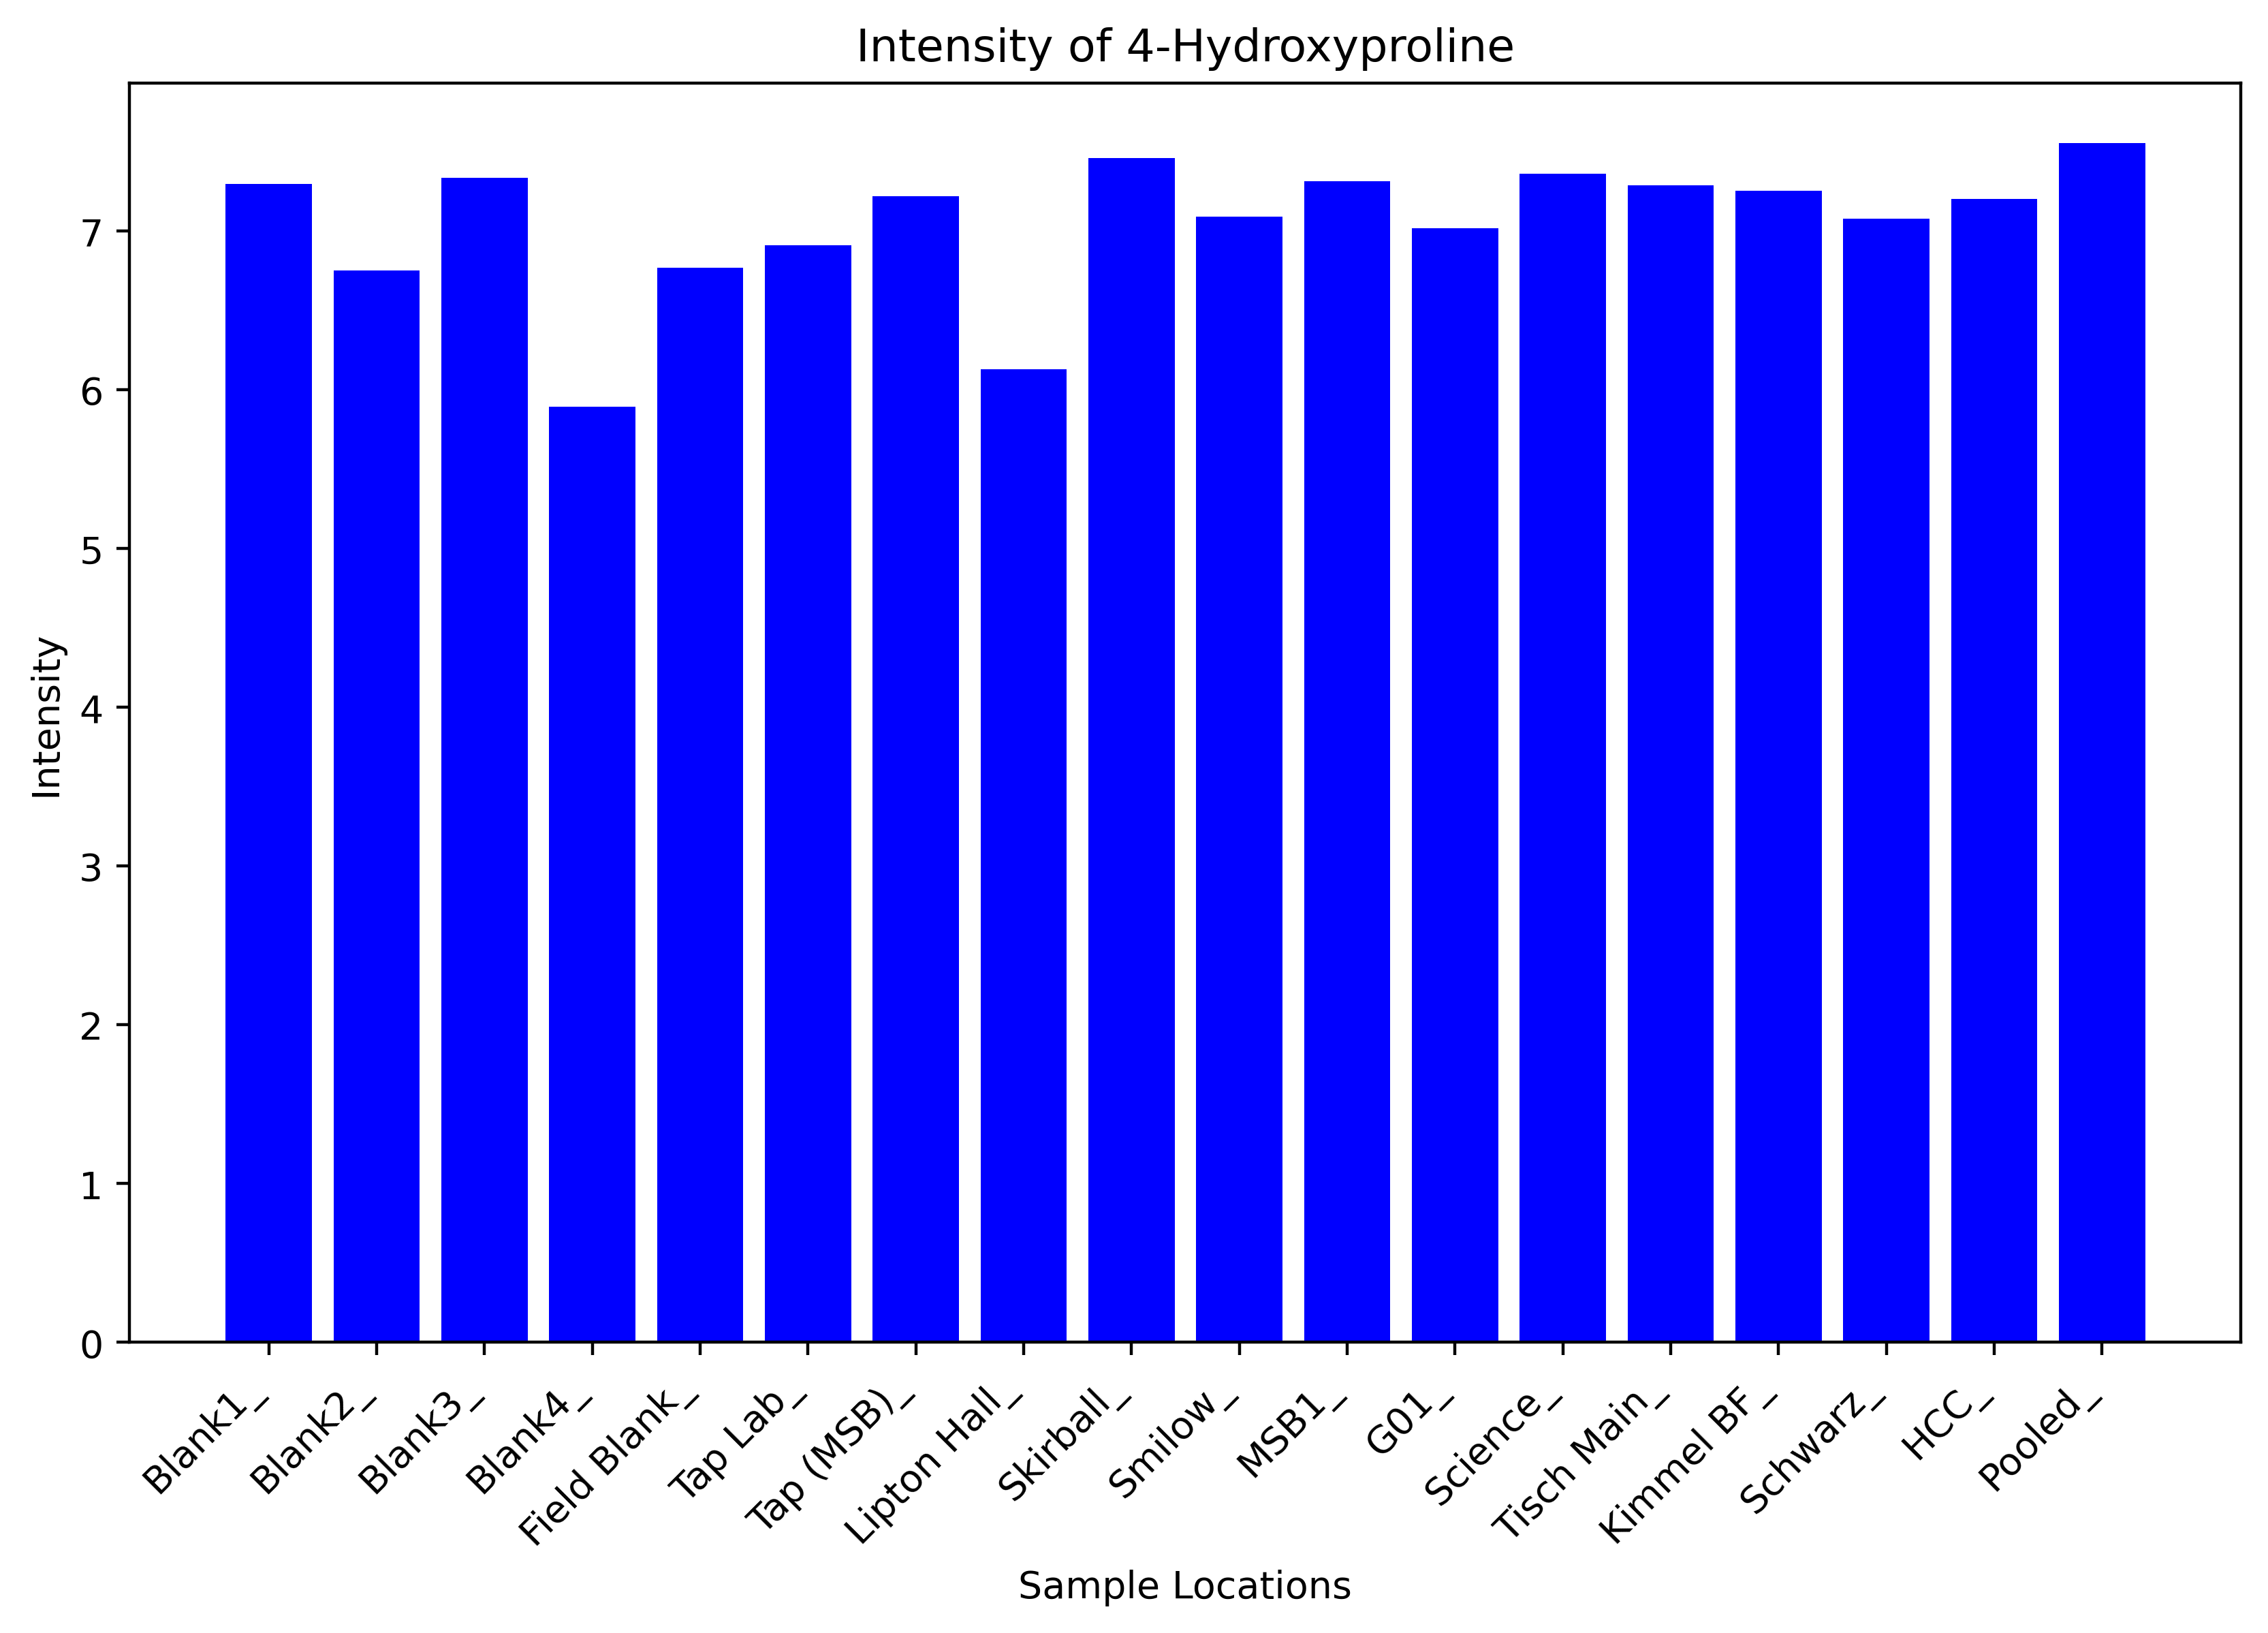 Intensity of 4-Hydroxyproline
Intensity
7
6
5
4
3
2
1
0
Blank1_
Blank2_
Blank3_
Blank4_
Field Blank_
Tap Lab_
Tap (MSB)_
Lipton Hall_
Skirball_
Smilow_
MSB1_
G01_
Science_
Tisch Main_
Kimmel BF_
Schwarz_
HCC_
Pooled_
Sample Locations